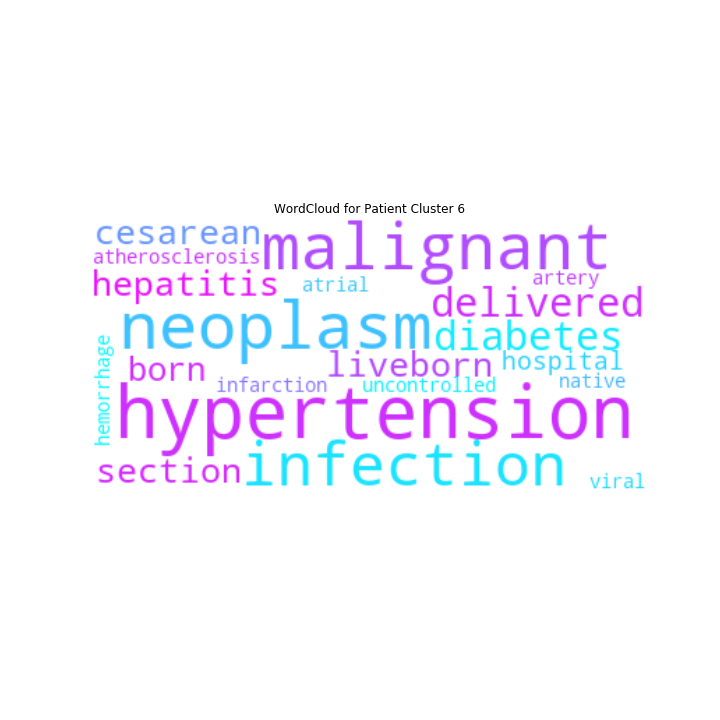 WordCloud for Patient Cluster 6
cesarean
malignant
atherosclerosis
hepatitis
atrial
artery
delivered
neoplasm
diabetes
hemorrhage
born
liveborn
hospital
infarction
uncontrolled
native
hypertension
section
infection
viral